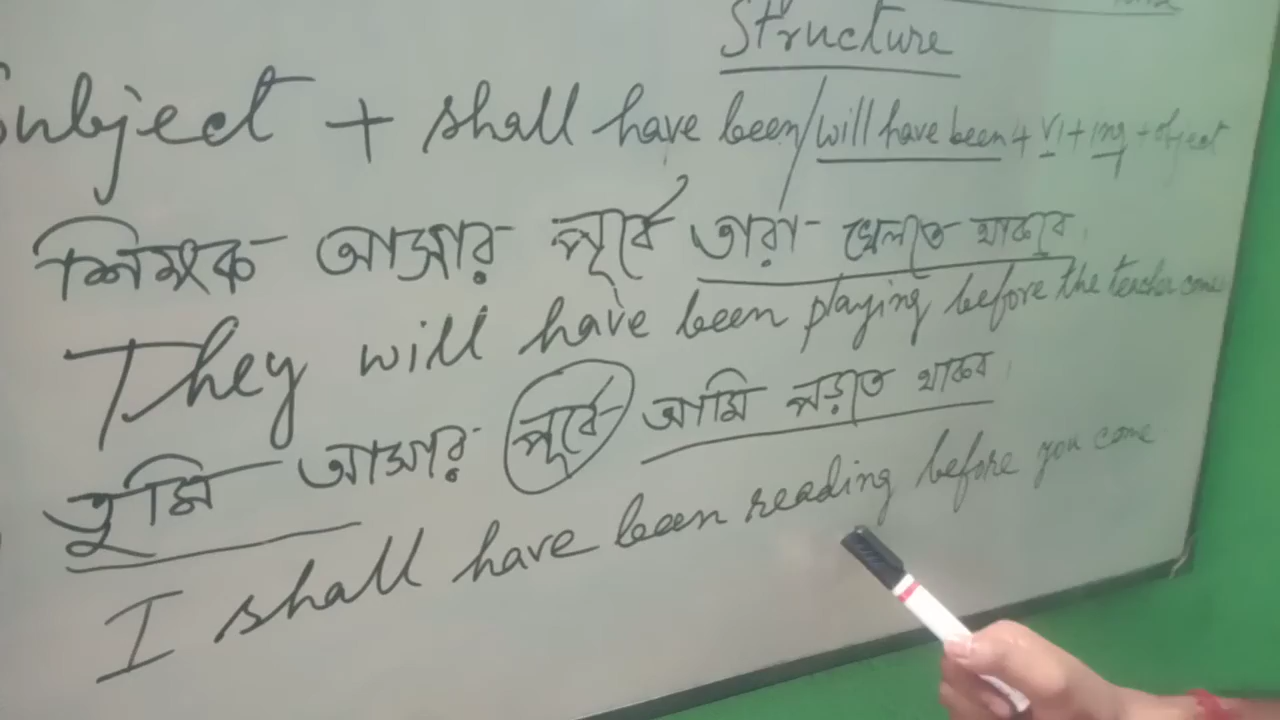 Structure
Subject + shall have been/will have been + V1 + ing + object
শিক্ষক আসার পূর্বে তারা খেলতে থাকবে।
They will have been playing before the teacher come
তুমি আসার পূর্বে আমি পড়তে থাকব।
I shall have been reading before you come